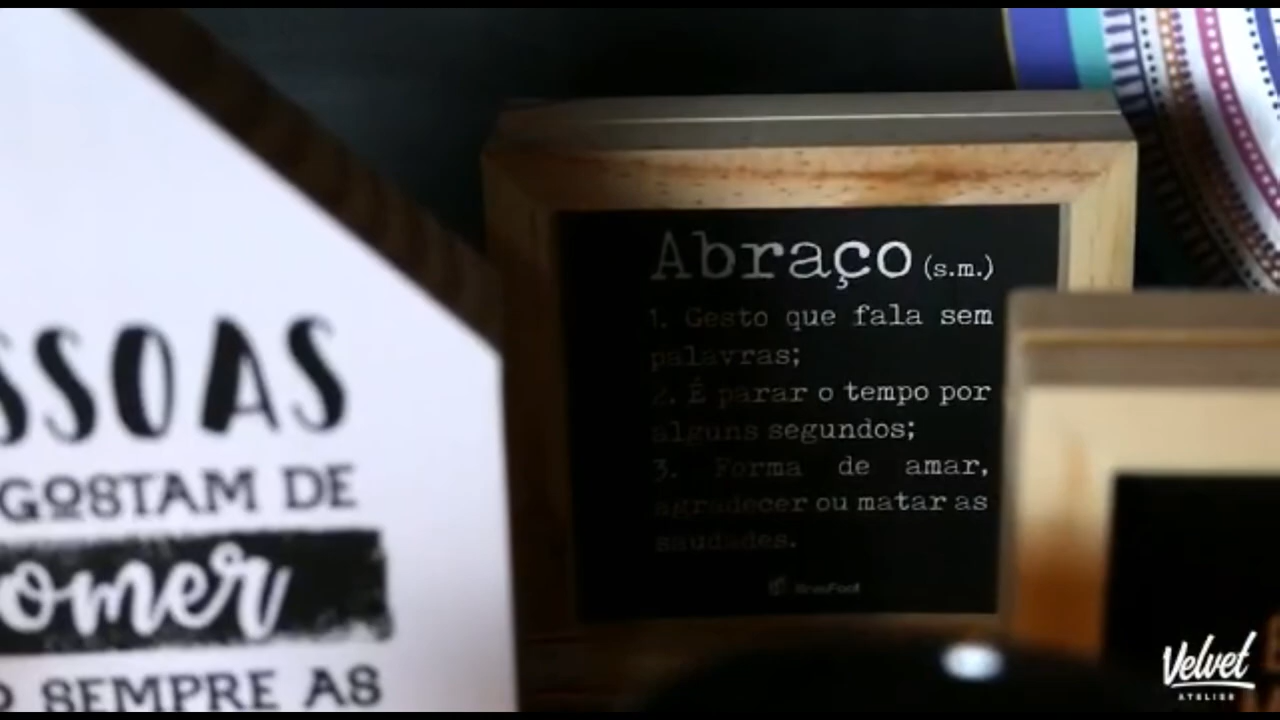 SSOAS
GOSTAM DE
omer
O SEMPRE AS
Abraço (s.m.)
1. Gesto que fala sem
palavras;
2. É parar o tempo por
alguns segundos;
3. Forma de amar,
agradecer ou matar as
saudades.
Velvet
ATELIER